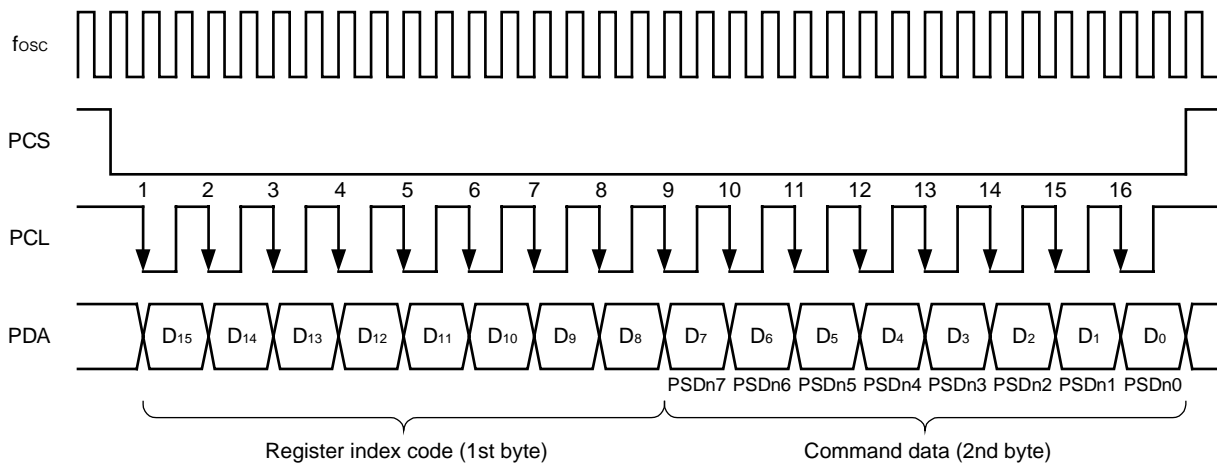 fOSC
PCS
1 2 3 4 5 6 7 8 9 10 11 12 13 14 15 16
PCL
PDA D15 D14 D13 D12 D11 D10 D9 D8 D7 D6 D5 D4 D3 D2 D1 D0
PSDn7 PSDn6 PSDn5 PSDn4 PSDn3 PSDn2 PSDn1 PSDn0
Register index code (1st byte) Command data (2nd byte)